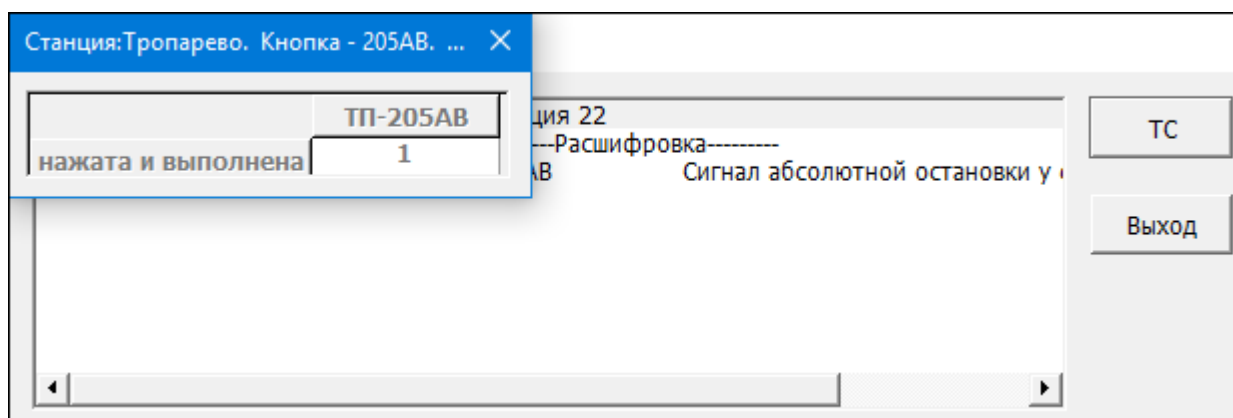 Станция:Тропарево. Кнопка - 205АВ. ...
ТП-205АВ
нажата и выполнена 1
ция 22
---Расшифровка---------
АВ Сигнал абсолютной остановки у
ТС
Выход